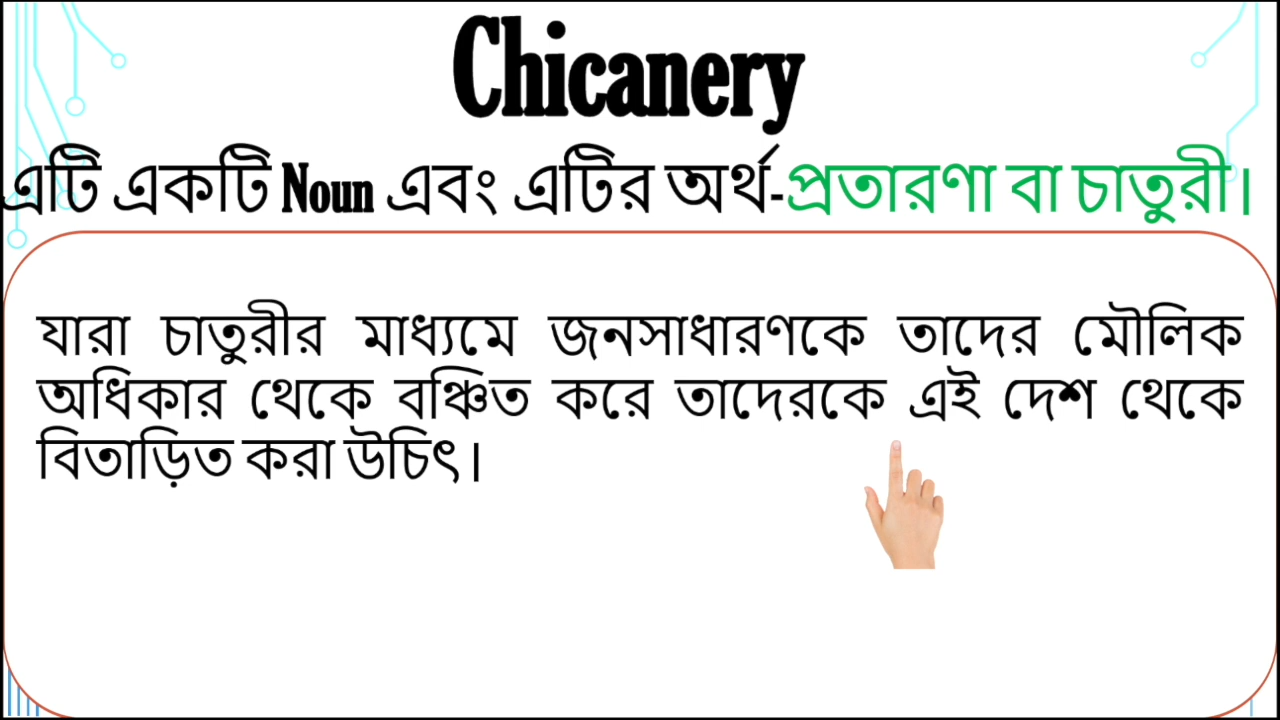 Chicanery
এটি একটি Noun এবং এটির অর্থ-প্রতারণা বা চাতুরী।
যারা চাতুরীর মাধ্যমে জনসাধারণকে তাদের মৌলিক
অধিকার থেকে বঞ্চিত করে তাদেরকে এই দেশ থেকে
বিতাড়িত করা উচিৎ।